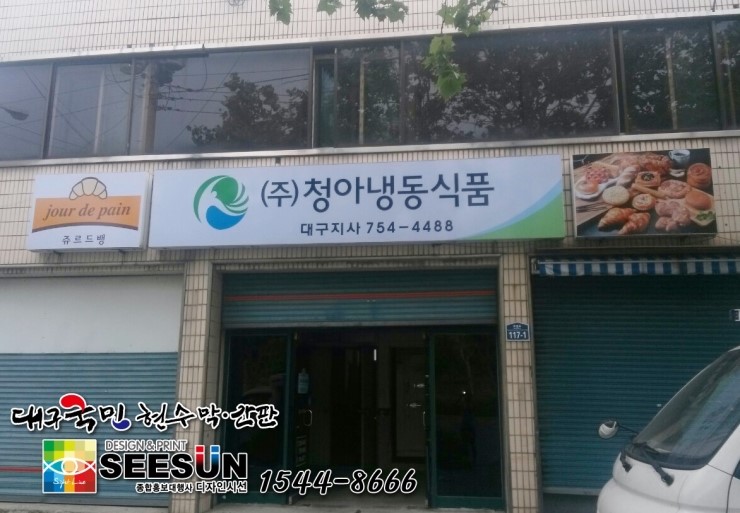 jour de pain
쥬르드뱅
(주)청아냉동식품
대구지사 754-4488
117-1
대구국민 현수막·간판
DESIGN & PRINT
SEESUN
종합홍보대행사 디자인시선
1544-8666